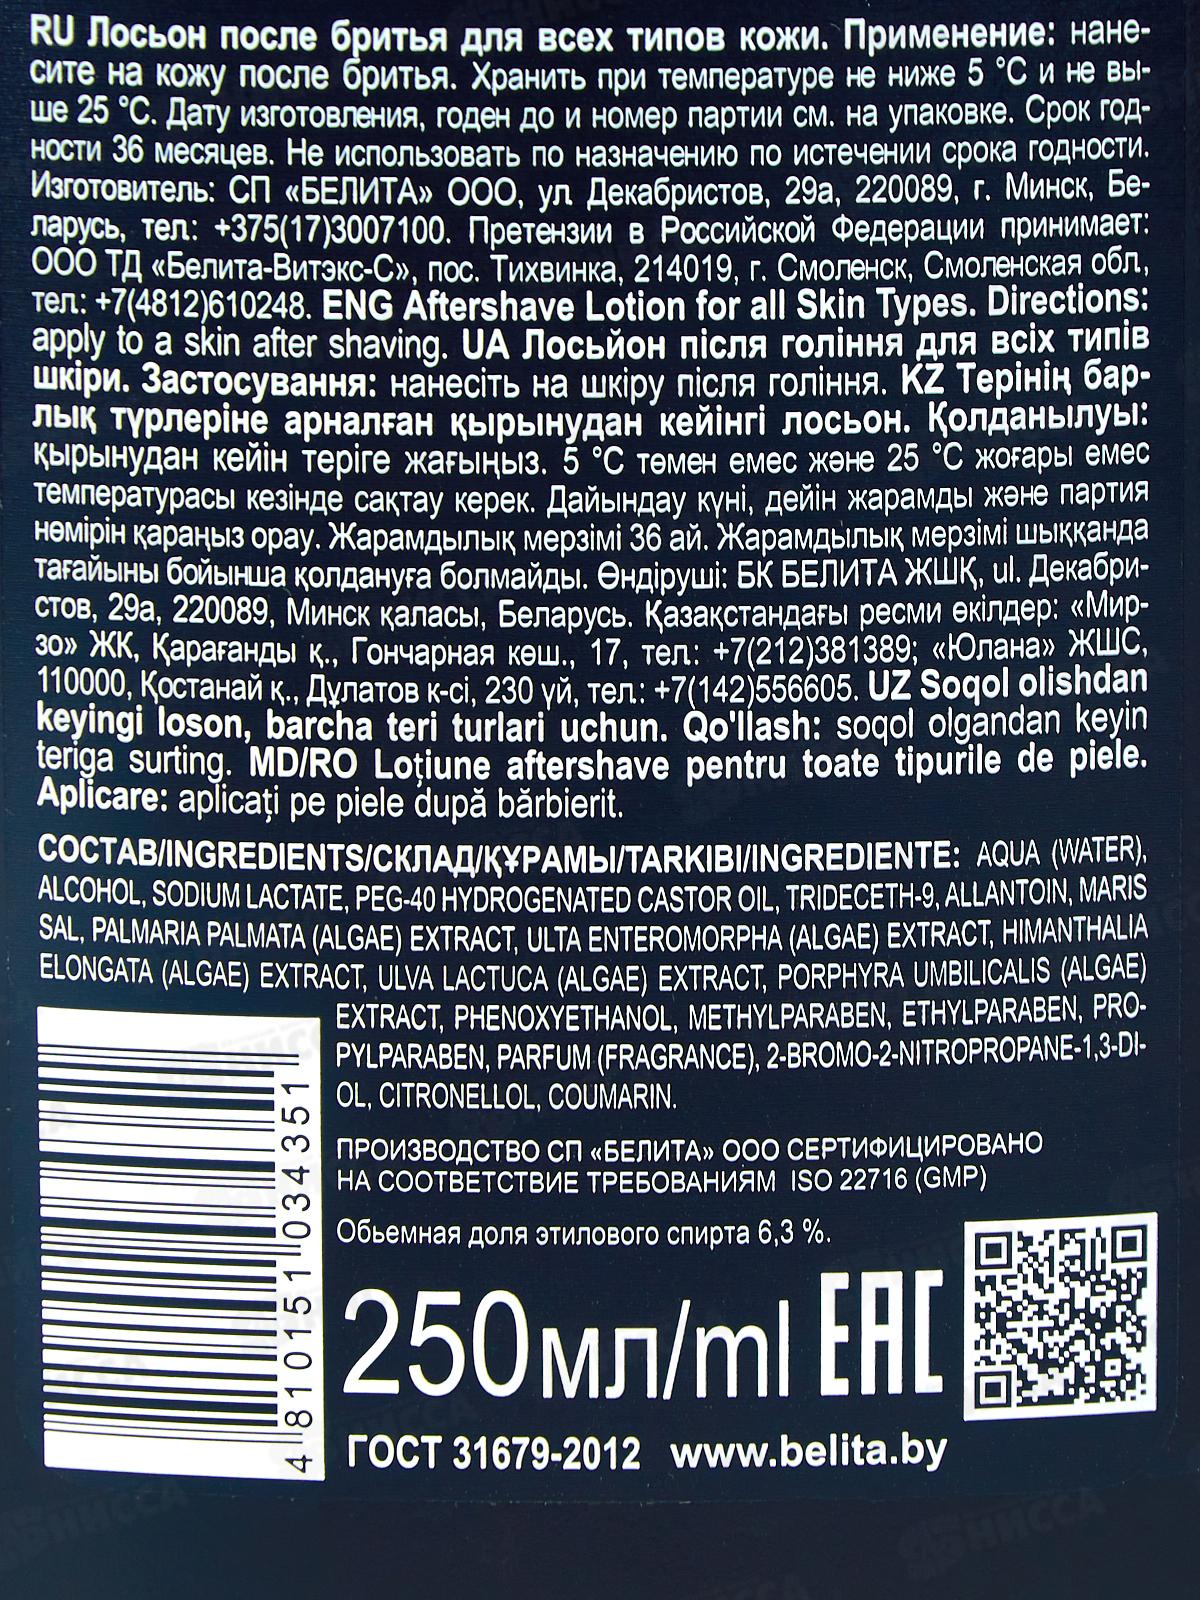 RU Лосьон после бритья для всех типов кожи. Применение: нане-
сите на кожу после бритья. Хранить при температуре не ниже 5 °С и не вы-
ше 25 °С. Дату изготовления, годен до и номер партии см. на упаковке. Срок год-
ности 36 месяцев. Не использовать по назначению по истечении срока годности.
Изготовитель: СП «БЕЛИТА» ООО, ул. Декабристов, 29а, 220089, г. Минск, Бе-
ларусь, тел.: +375(17)3007100. Претензии в Российской Федерации принимает:
ООО ТД «Белита-Витэкс-С», пос. Тихвинка, 214019, г. Смоленск, Смоленская обл.,
тел.: +7(4812)610248. ENG Aftershave Lotion for all Skin Types. Directions:
apply to a skin after shaving. UA Лосьйон після гоління для всіх типів
шкіри. Застосування: нанесіть на шкіру після гоління. KZ Терінің бар-
лық түрлеріне арналған қырынудан кейінгі лосьон. Қолданылуы:
қырынудан кейін теріге жағыңыз. 5 °С төмен емес және 25 °С жоғары емес
температурасы кезінде сақтау керек. Дайындау күні, дейін жарамды және партия
нөмірін қараңыз орау. Жарамдылық мерзімі 36 ай. Жарамдылық мерзімі шыққанда
тағайыны бойынша қолдануға болмайды. Өндіруші: БК БЕЛИТА ЖШҚ, ul. Декабри-
стов, 29а, 220089, Минск қаласы, Беларусь. Қазақстандағы ресми өкілдер: «Мир-
зо» ЖК, Қарағанды қ., Гончарная көш., 17, тел.: +7(212)381389; «Юлана» ЖШС,
110000, Қостанай қ., Дұлатов к-сі, 230 үй, тел.: +7(142)556605. UZ Soqol olishdan
keyingi loson, barcha teri turlari uchun. Qo'llash: soqol olgandan keyin
teriga surting. MD/RO Loțiune aftershave pentru toate tipurile de piele.
Aplicare: aplicați pe piele după bărbierit.
СОСТАВ/INGREDIENTS/СКЛАД/ҚҰРАМЫ/TARKIBI/INGREDIENTE: AQUA (WATER),
ALCOHOL, SODIUM LACTATE, PEG-40 HYDROGENATED CASTOR OIL, TRIDECETH-9, ALLANTOIN, MARIS
SAL, PALMARIA PALMATA (ALGAE) EXTRACT, ULTA ENTEROMORPHA (ALGAE) EXTRACT, HIMANTHALIA
ELONGATA (ALGAE) EXTRACT, ULVA LACTUCA (ALGAE) EXTRACT, PORPHYRA UMBILICALIS (ALGAE)
EXTRACT, PHENOXYETHANOL, METHYLPARABEN, ETHYLPARABEN, PRO-
PYLPARABEN, PARFUM (FRAGRANCE), 2-BROMO-2-NITROPROPANE-1,3-DI-
OL, CITRONELLOL, COUMARIN.
ПРОИЗВОДСТВО СП «БЕЛИТА» ООО СЕРТИФИЦИРОВАНО
НА СООТВЕТСТВИЕ ТРЕБОВАНИЯМ ISO 22716 (GMP)
Обьемная доля этилового спирта 6,3 %.
250мл/ml EAC
ГОСТ 31679-2012 www.belita.by
4 810151 034351